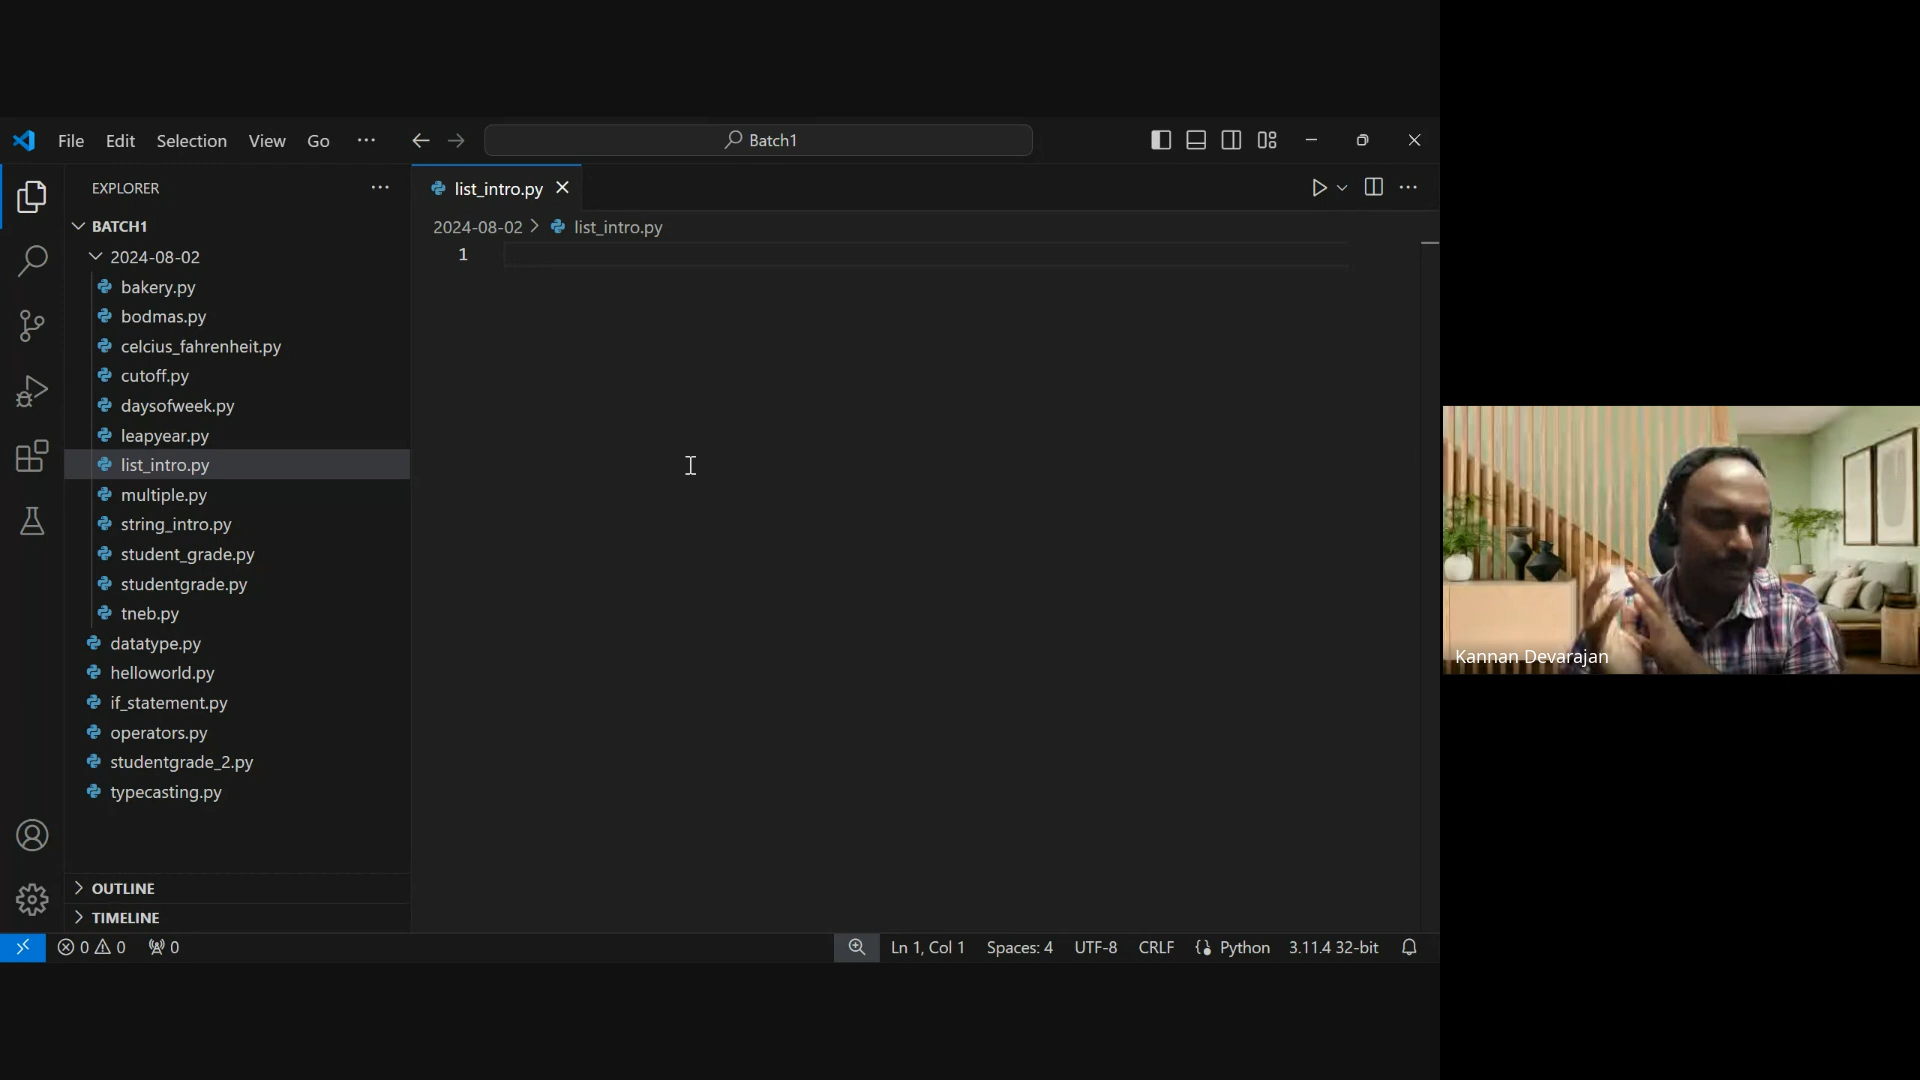 File Edit Selection View Go ··· Batch1
EXPLORER ···
list_intro.py
BATCH1
2024-08-02 > list_intro.py
1
2024-08-02
bakery.py
bodmas.py
celcius_fahrenheit.py
cutoff.py
daysofweek.py
leapyear.py
list_intro.py
multiple.py
string_intro.py
student_grade.py
studentgrade.py
tneb.py
datatype.py
helloworld.py
if_statement.py
operators.py
studentgrade_2.py
typecasting.py
OUTLINE
TIMELINE
0 0 0 Ln 1, Col 1 Spaces: 4 UTF-8 CRLF Python 3.11.4 32-bit
Kannan Devarajan